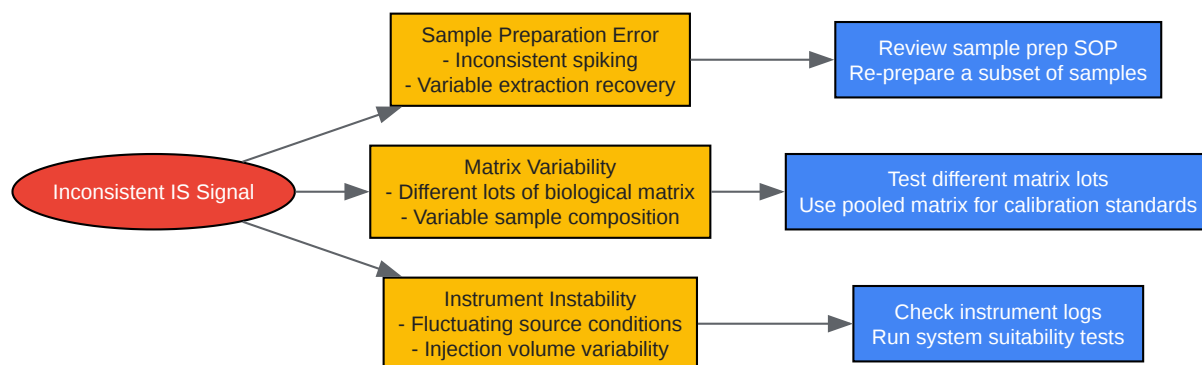 Inconsistent IS Signal
Sample Preparation Error
- Inconsistent spiking
- Variable extraction recovery
Review sample prep SOP
Re-prepare a subset of samples
Matrix Variability
- Different lots of biological matrix
- Variable sample composition
Test different matrix lots
Use pooled matrix for calibration standards
Instrument Instability
- Fluctuating source conditions
- Injection volume variability
Check instrument logs
Run system suitability tests